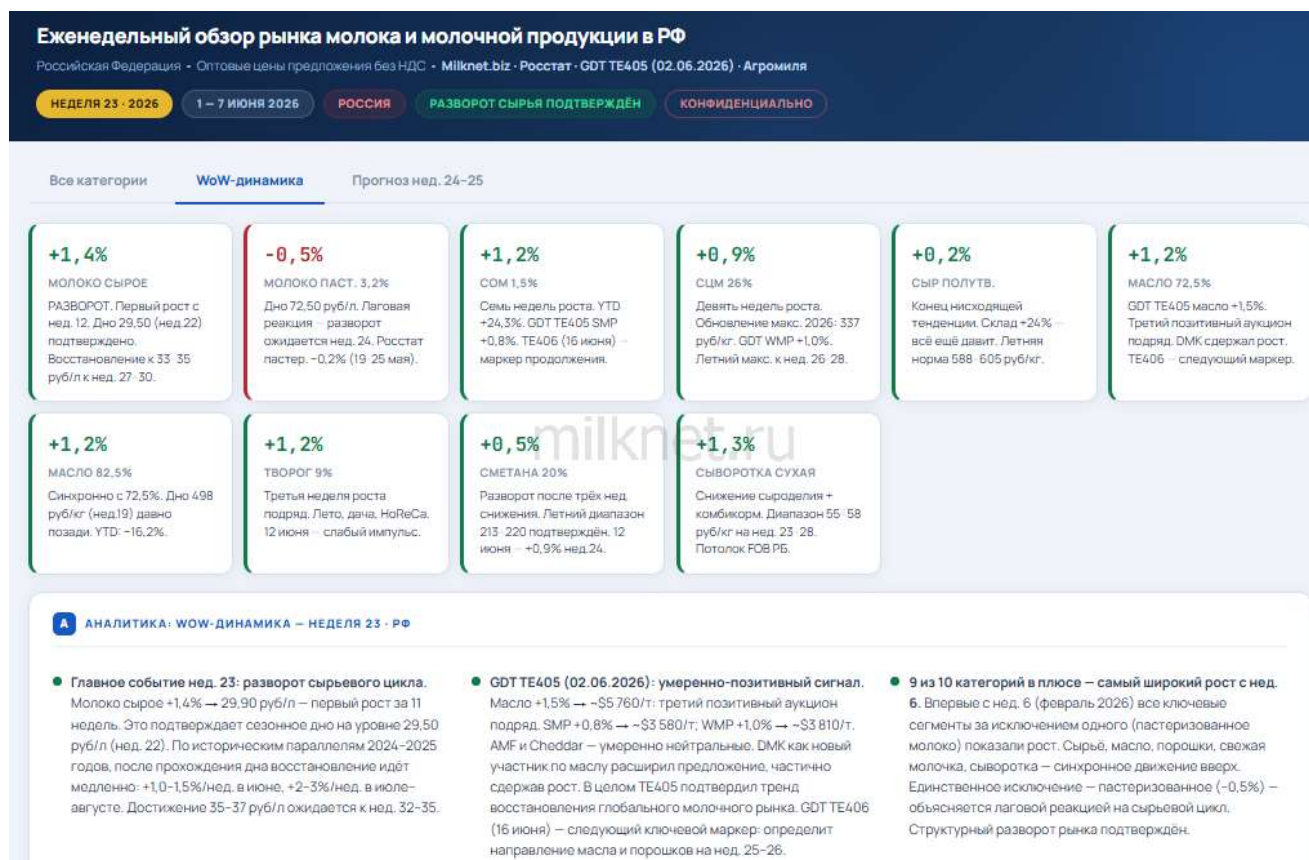 Еженедельный обзор рынка молока и молочной продукции в РФ
Российская Федерация • Оптовые цены предложения без НДС • Milknet.biz · Росстат · GDT TE405 (02.06.2026) · Агромиля
НЕДЕЛЯ 23 · 2026
1 – 7 ИЮНЯ 2026
РОССИЯ
РАЗВОРОТ СЫРЬЯ ПОДТВЕРЖДЁН
КОНФИДЕНЦИАЛЬНО
Все категории
WoW-динамика
Прогноз нед. 24–25
+1,4%
МОЛОКО СЫРОЕ
РАЗВОРОТ. Первый рост с
нед. 12. Дно 29,50 (нед.22)
подтверждено.
Восстановление к 33–35
руб/л к нед. 27–30.
-0,5%
МОЛОКО ПАСТ. 3,2%
Дно 72,50 руб/л. Лаговая
реакция — разворот
ожидается нед. 24. Росстат
пастер. −0,2% (19–25 мая).
+1,2%
СОМ 1,5%
Семь недель роста. YTD
+24,3%. GDT TE405 SMP
+0,8%. TE406 (16 июня) —
маркер продолжения.
+0,9%
СЦМ 26%
Девять недель роста.
Обновление макс. 2026: 337
руб/кг. GDT WMP +1,0%.
Летний макс. к нед. 26–28.
+0,2%
СЫР ПОЛУТВ.
Конец нисходящей
тенденции. Склад +24% —
всё ещё давит. Летняя
норма 588–605 руб/кг.
+1,2%
МАСЛО 72,5%
GDT TE405 масло +1,5%.
Третий позитивный аукцион
подряд. DMK сдержал рост.
TE406 — следующий маркер.
+1,2%
МАСЛО 82,5%
Синхронно с 72,5%. Дно 498
руб/кг (нед.19) давно
позади. YTD: −16,2%.
+1,2%
ТВОРОГ 9%
Третья неделя роста
подряд. Лето, дача, HoReCa.
12 июня — слабый импульс.
+0,5%
СМЕТАНА 20%
Разворот после трёх нед.
снижения. Летний диапазон
213–220 подтверждён. 12
июня — +0,9% нед.24.
+1,3%
СЫВОРОТКА СУХАЯ
Снижение сыроделия +
комбикорм. Диапазон 55–58
руб/кг на нед. 23–28.
Потолок FOB РБ.
milknet.ru
А АНАЛИТИКА: WOW-ДИНАМИКА — НЕДЕЛЯ 23 · РФ
Главное событие нед. 23: разворот сырьевого цикла.
Молоко сырое +1,4% → 29,90 руб/л — первый рост за 11
недель. Это подтверждает сезонное дно на уровне 29,50
руб/л (нед. 22). По историческим параллелям 2024–2025
годов, после прохождения дна восстановление идёт
медленно: +1,0–1,5%/нед. в июне, +2–3%/нед. в июле–
августе. Достижение 35–37 руб/л ожидается к нед. 32–35.
GDT TE405 (02.06.2026): умеренно-позитивный сигнал.
Масло +1,5% → ~$5 760/т: третий позитивный аукцион
подряд. SMP +0,8% → ~$3 580/т; WMP +1,0% → ~$3 810/т.
AMF и Cheddar — умеренно нейтральные. DMK как новый
участник по маслу расширил предложение, частично
сдержав рост. В целом TE405 подтвердил тренд
восстановления глобального молочного рынка. GDT TE406
(16 июня) — следующий ключевой маркер: определит
направление масла и порошков на нед. 25–26.
9 из 10 категорий в плюсе — самый широкий рост с нед.
6. Впервые с нед. 6 (февраль 2026) все ключевые
сегменты за исключением одного (пастеризованное
молоко) показали рост. Сырьё, масло, порошки, свежая
молочка, сыворотка — синхронное движение вверх.
Единственное исключение — пастеризованное (−0,5%) —
объясняется лаговой реакцией на сырьевой цикл.
Структурный разворот рынка подтверждён.